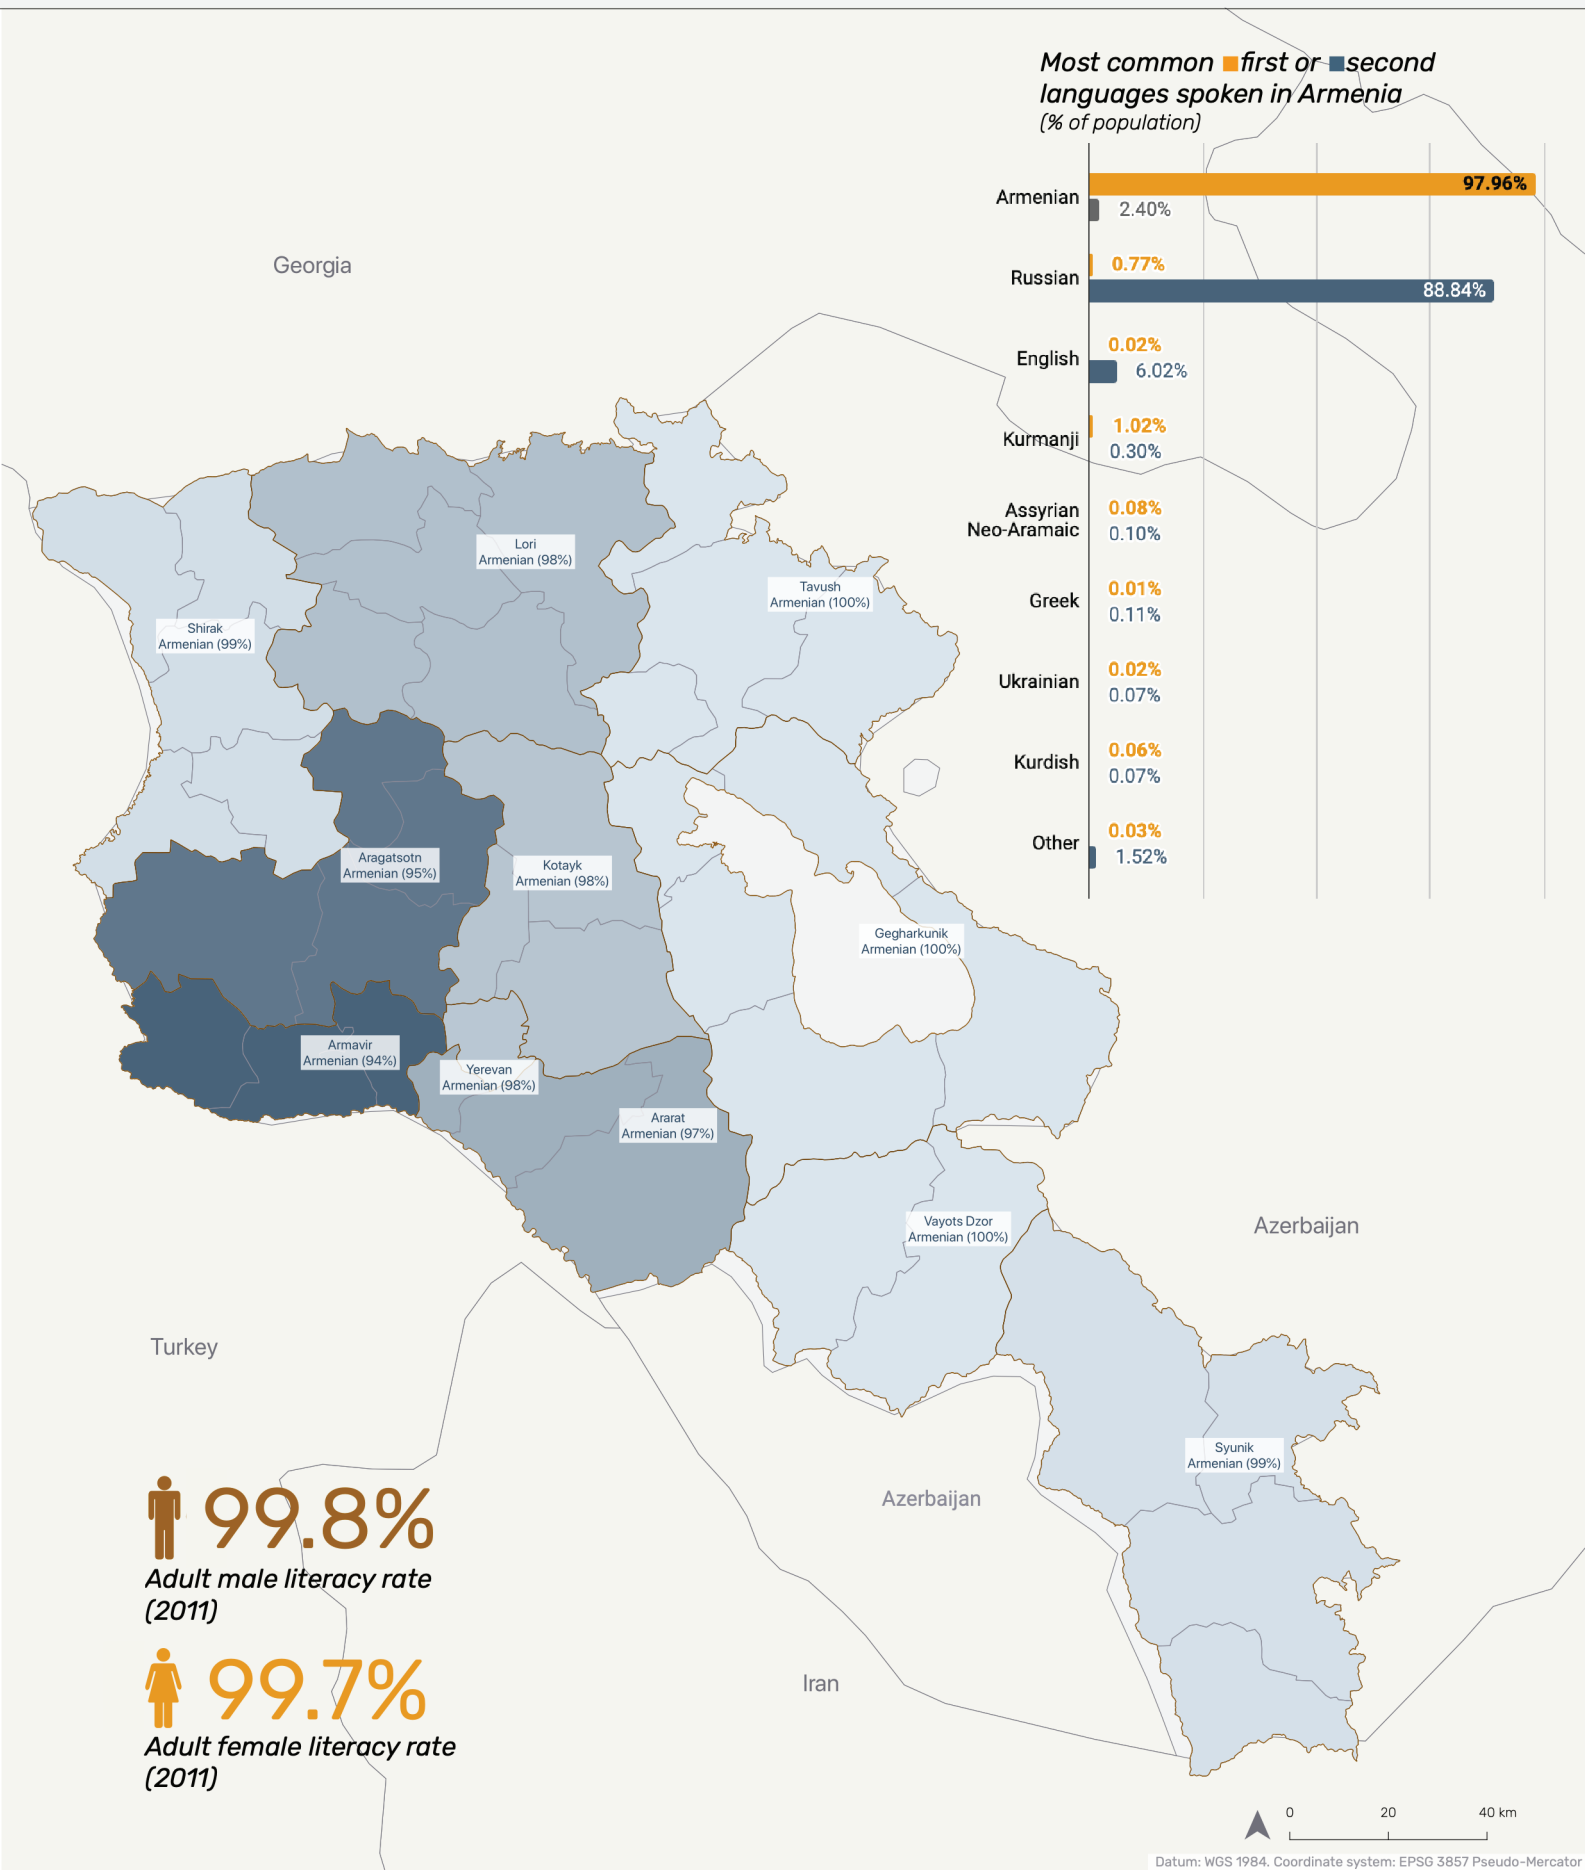 Most common first or second
languages spoken in Armenia
(% of population)
Armenian
97.96%
2.40%
Russian
0.77%
88.84%
English
0.02%
6.02%
Kurmanji
1.02%
0.30%
Assyrian
Neo-Aramaic
0.08%
0.10%
Greek
0.01%
0.11%
Ukrainian
0.02%
0.07%
Kurdish
0.06%
0.07%
Other
0.03%
1.52%
Georgia
Lori
Armenian (98%)
Tavush
Armenian (100%)
Shirak
Armenian (99%)
Aragatsotn
Armenian (95%)
Kotayk
Armenian (98%)
Gegharkunik
Armenian (100%)
Armavir
Armenian (94%)
Yerevan
Armenian (98%)
Ararat
Armenian (97%)
Vayots Dzor
Armenian (100%)
Azerbaijan
Turkey
Syunik
Armenian (99%)
Azerbaijan
Iran
99.8%
Adult male literacy rate
(2011)
99.7%
Adult female literacy rate
(2011)
0 20 40 km
Datum: WGS 1984. Coordinate system: EPSG 3857 Pseudo-Mercator